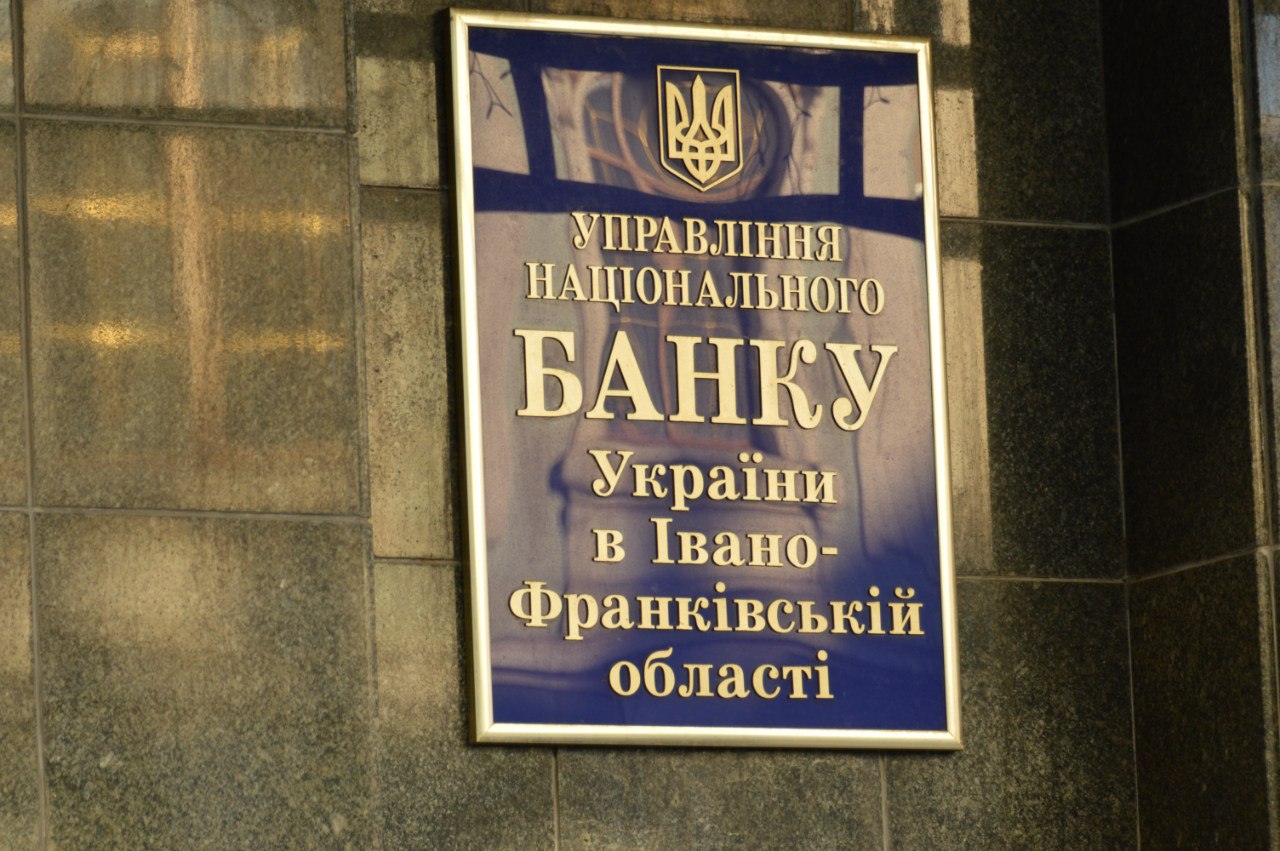 УПРАВЛІННЯ
НАЦІОНАЛЬНОГО
БАНКУ
України
в Івано-
Франківській
області